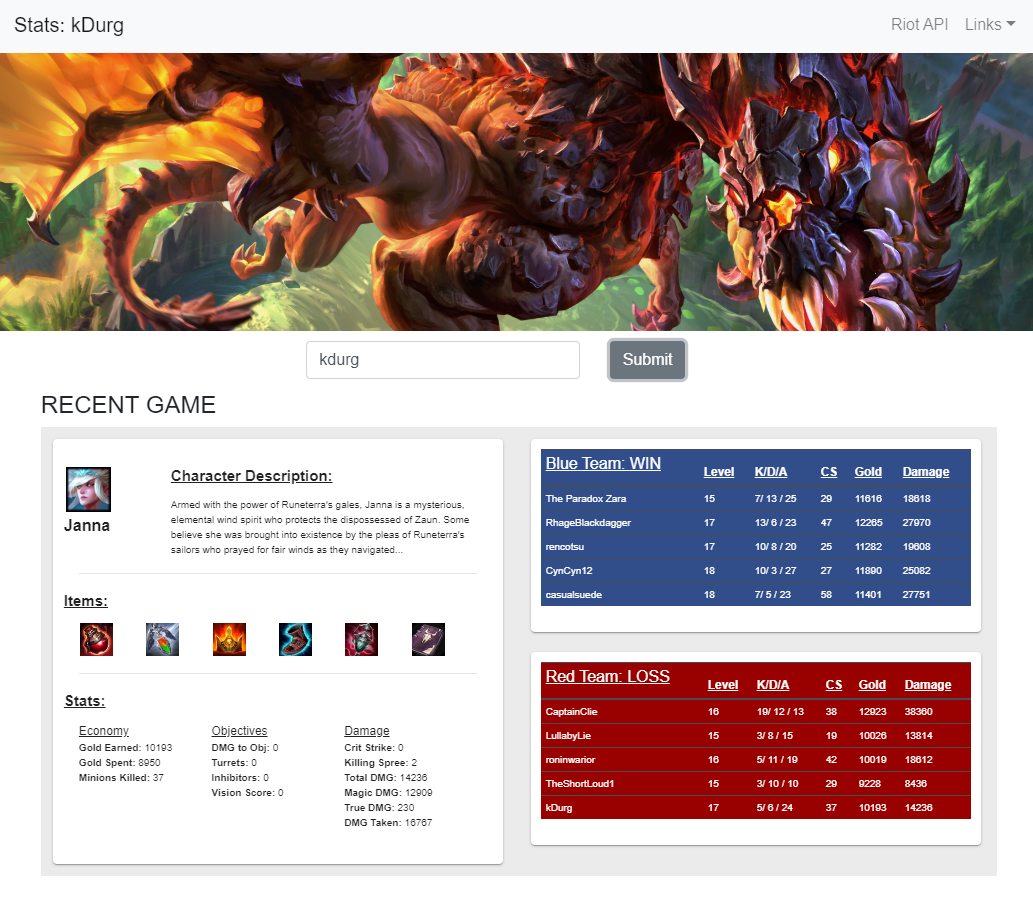 Stats: kDurg
Riot API Links
kdurg
Submit
RECENT GAME
Janna
Character Description:
Armed with the power of Runeterra's gales, Janna is a mysterious,
elemental wind spirit who protects the dispossessed of Zaun. Some
believe she was brought into existence by the pleas of Runeterra's
sailors who prayed for fair winds as they navigated...
Items:
Stats:
Economy
Gold Earned: 10193
Gold Spent: 8950
Minions Killed: 37
Objectives
DMG to Obj: 0
Turrets: 0
Inhibitors: 0
Vision Score: 0
Damage
Crit Strike: 0
Killing Spree: 2
Total DMG: 14236
Magic DMG: 12909
True DMG: 230
DMG Taken: 16767
Blue Team: WIN Level K/D/A CS Gold Damage
The Paradox Zara 15 7/ 13 / 25 29 11616 18618
RhageBlackdagger 17 13/ 6 / 23 47 12265 27970
rencotsu 17 10/ 8 / 20 25 11282 19608
CynCyn12 18 10/ 3 / 27 27 11890 25082
casualsuede 18 7/ 5 / 23 58 11401 27751
Red Team: LOSS Level K/D/A CS Gold Damage
CaptainClie 16 19/ 12 / 13 38 12923 38360
LullabyLie 15 3/ 8 / 15 19 10026 13814
roninwarior 16 5/ 11 / 19 42 10019 18612
TheShortLoud1 15 3/ 10 / 10 29 9228 8436
kDurg 17 5/ 6 / 24 37 10193 14236